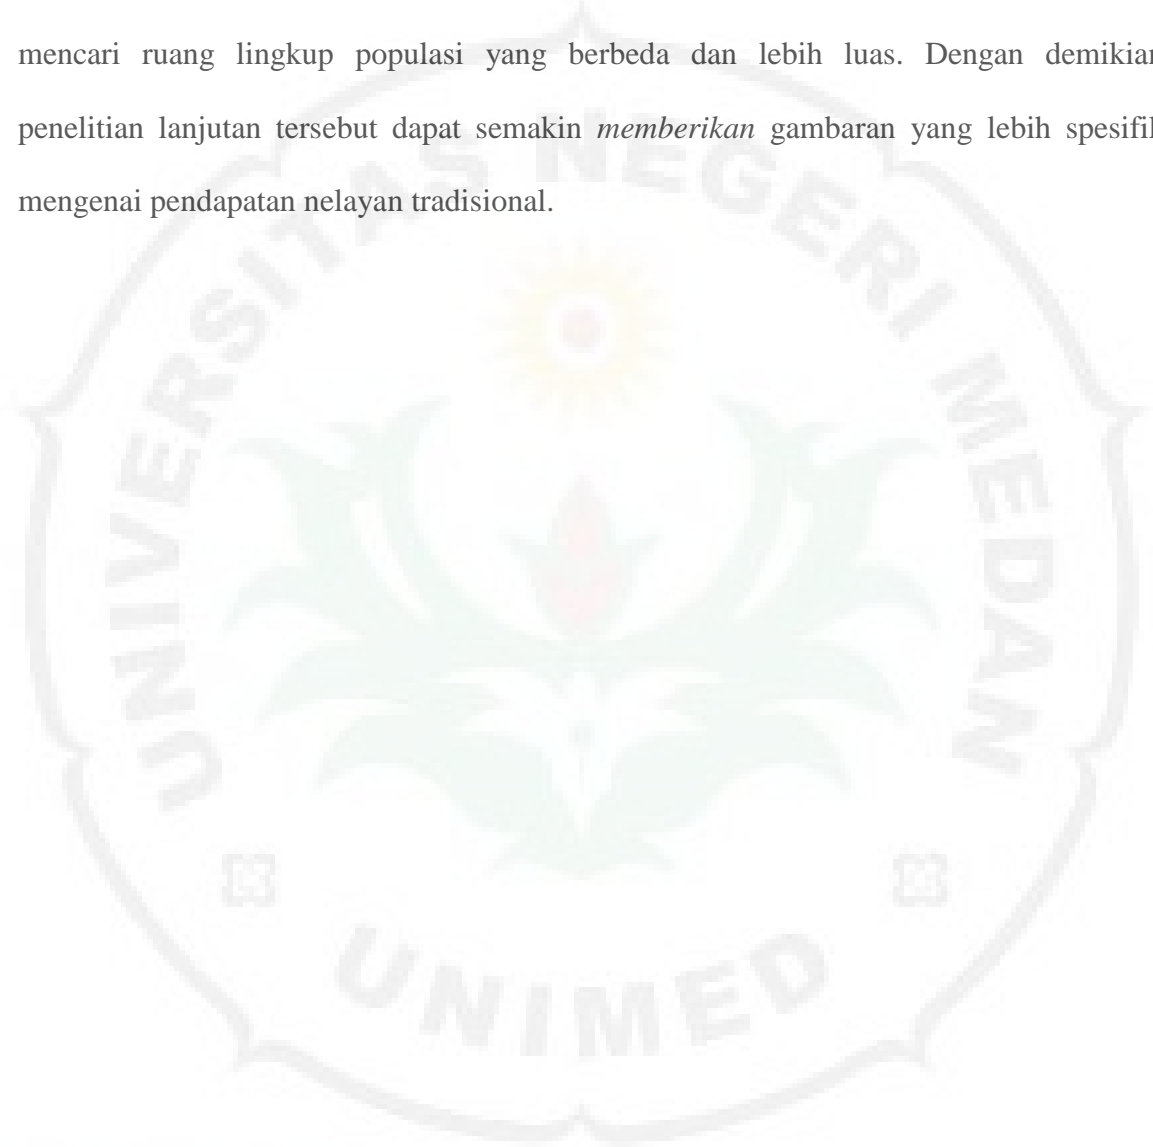 mencari ruang lingkup populasi yang berbeda dan lebih luas. Dengan demikian
penelitian lanjutan tersebut dapat semakin memberikan gambaran yang lebih spesifik
mengenai pendapatan nelayan tradisional.
UNIVERSITAS NEGERI MEDAN
UNIMED